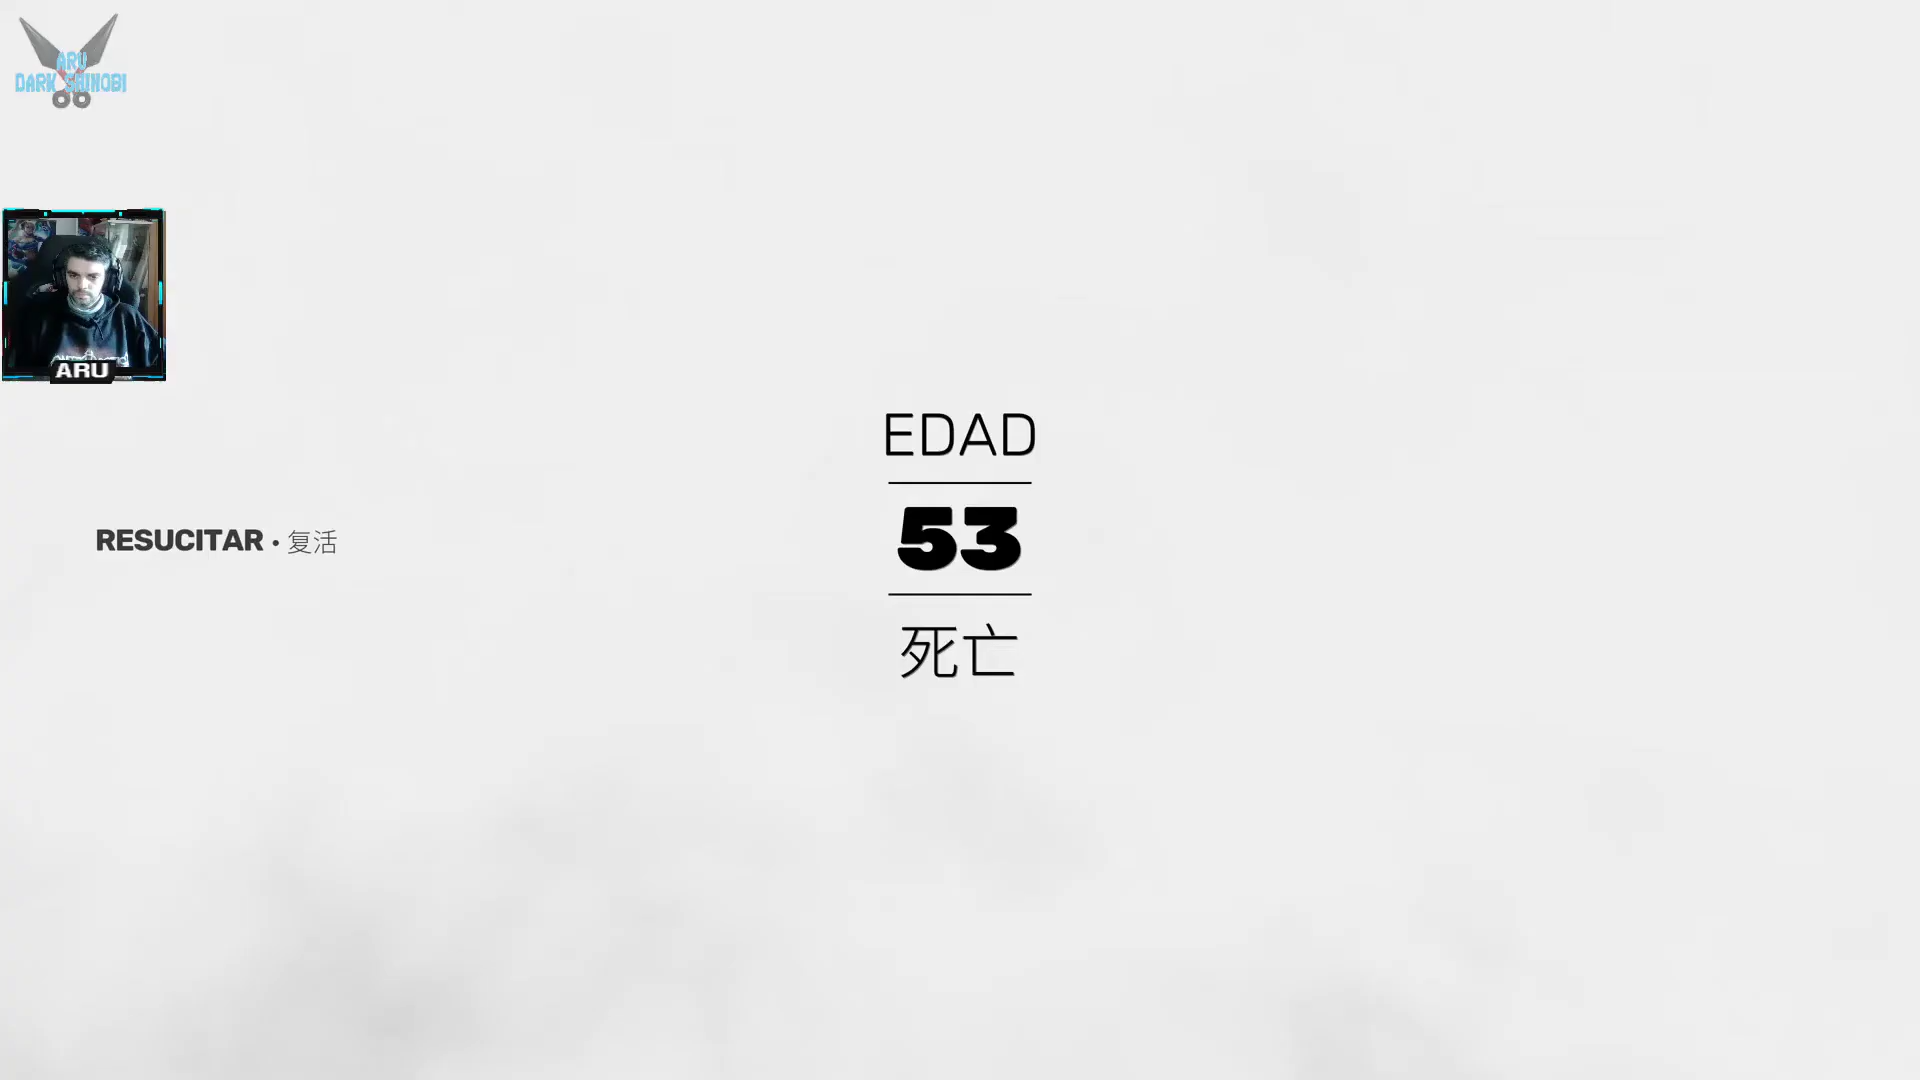 ARU
DARK SHINOBI
ARU
EDAD
53
RESUCITAR • 复活
死亡